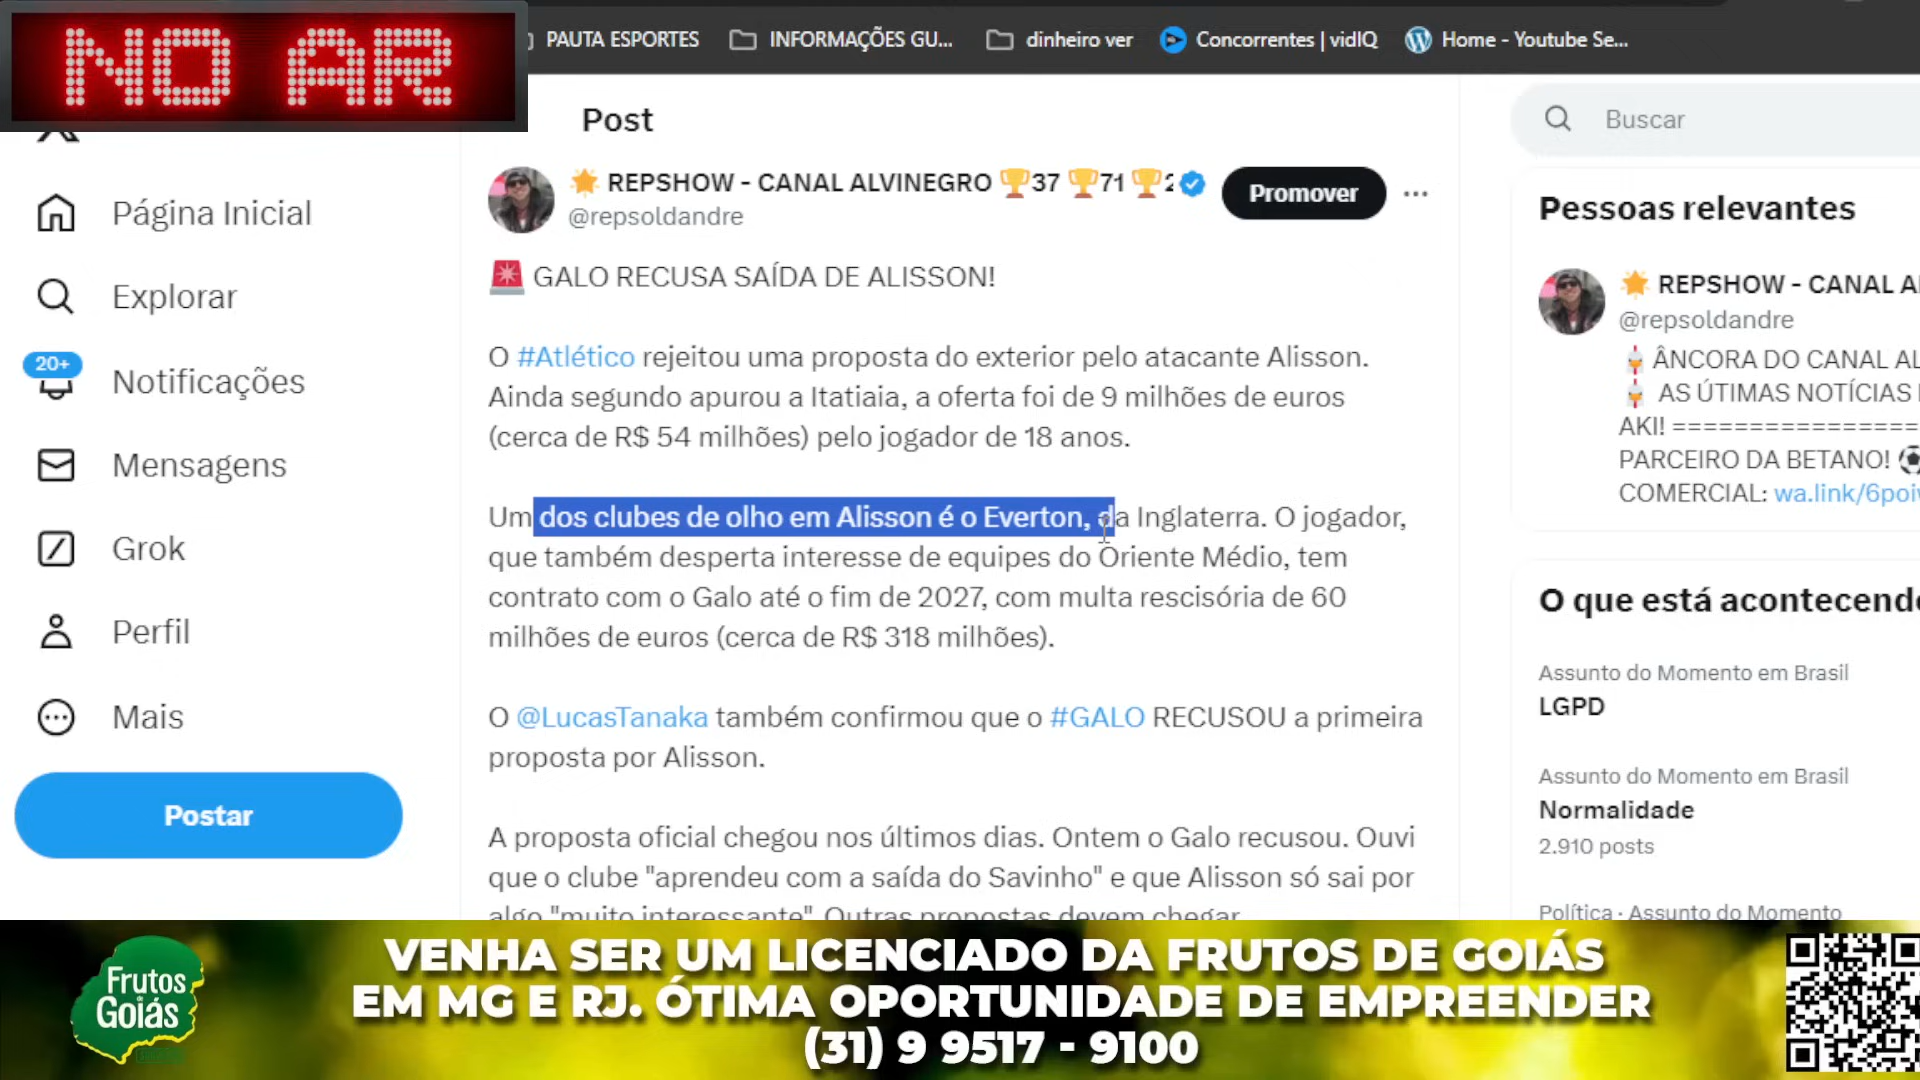 NO AR
PAUTA ESPORTES
INFORMAÇÕES GU...
dinheiro ver
Concorrentes | vidIQ
Home - Youtube Se...
Post
Buscar
REPSHOW - CANAL ALVINEGRO 🏆37 🏆71 🏆2
@repsoldandre
Promover
Página Inicial
Explorar
20+
Notificações
Mensagens
Grok
Perfil
Mais
Postar
🚨 GALO RECUSA SAÍDA DE ALISSON!
O #Atlético rejeitou uma proposta do exterior pelo atacante Alisson.
Ainda segundo apurou a Itatiaia, a oferta foi de 9 milhões de euros
(cerca de R$ 54 milhões) pelo jogador de 18 anos.
Um dos clubes de olho em Alisson é o Everton, da Inglaterra. O jogador,
que também desperta interesse de equipes do Oriente Médio, tem
contrato com o Galo até o fim de 2027, com multa rescisória de 60
milhões de euros (cerca de R$ 318 milhões).
O @LucasTanaka também confirmou que o #GALO RECUSOU a primeira
proposta por Alisson.
A proposta oficial chegou nos últimos dias. Ontem o Galo recusou. Ouvi
que o clube "aprendeu com a saída do Savinho" e que Alisson só sai por
algo "muito interessante". Outras propostas devem chegar.
Pessoas relevantes
REPSHOW - CANAL A
@repsoldandre
ÂNCORA DO CANAL AL
AS ÚTIMAS NOTÍCIAS
AKI! ================
PARCEIRO DA BETANO! ⚽
COMERCIAL: wa.link/6poi
O que está acontecend
Assunto do Momento em Brasil
LGPD
Assunto do Momento em Brasil
Normalidade
2.910 posts
Política · Assunto do Momento
Frutos
Goiás
VENHA SER UM LICENCIADO DA FRUTOS DE GOIÁS
EM MG E RJ. ÓTIMA OPORTUNIDADE DE EMPREENDER
(31) 9 9517 - 9100